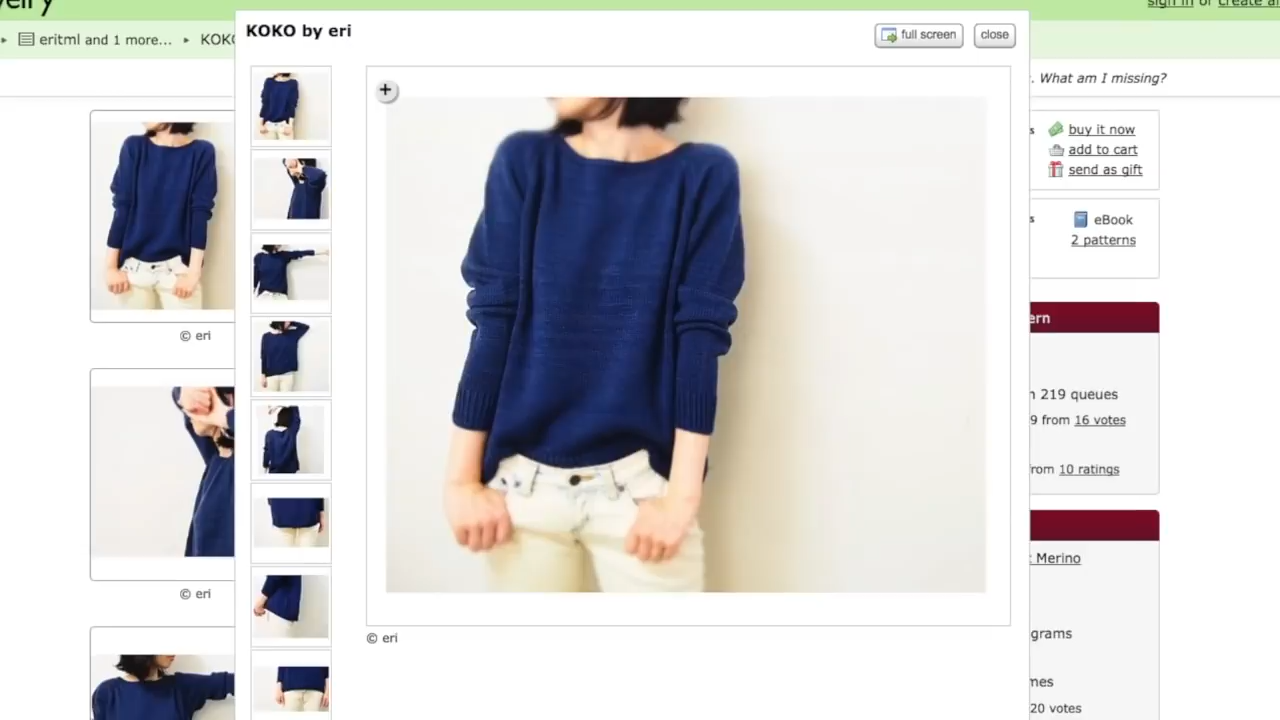 sign in or create a
eritml and 1 more...
KOKO
KOKO by eri
full screen
close
. What am I missing?
buy it now
add to cart
send as gift
eBook
2 patterns
© eri
ern
219 queues
9 from 16 votes
rom 10 ratings
© eri
Merino
© eri
grams
mes
20 votes